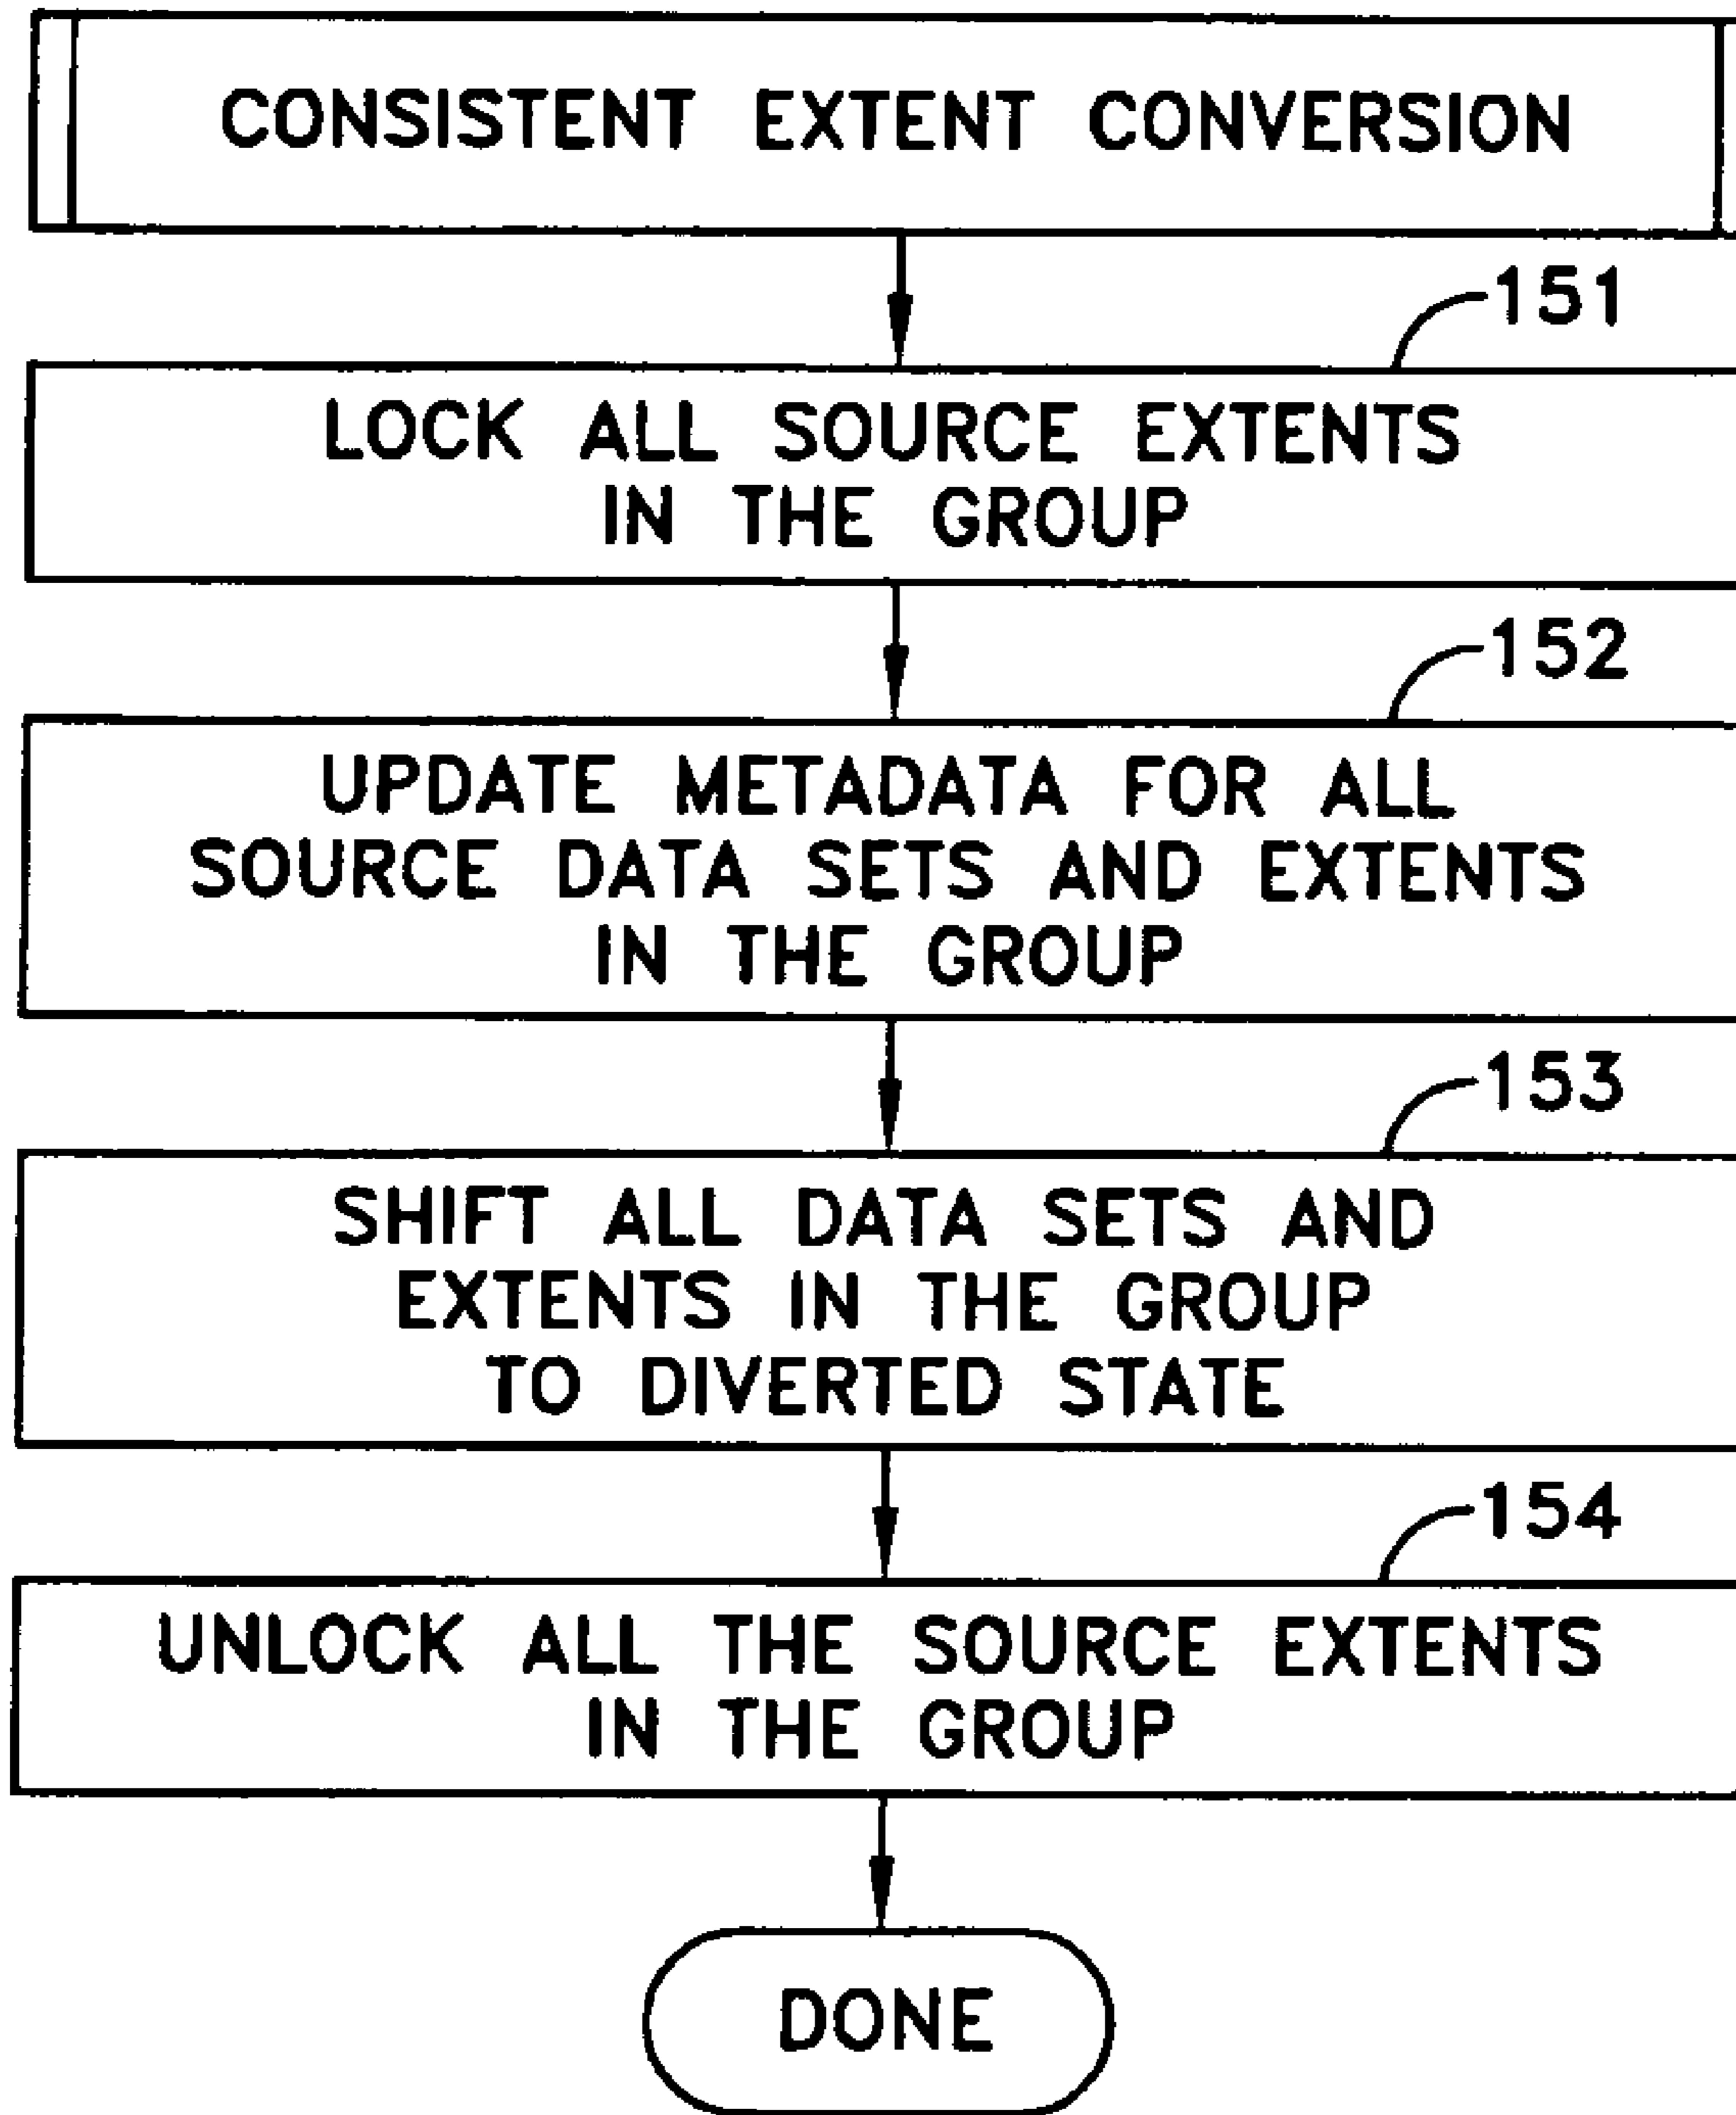 CONSISTENT EXTENT CONVERSION
151
LOCK ALL SOURCE EXTENTS
IN THE GROUP
152
UPDATE METADATA FOR ALL
SOURCE DATA SETS AND EXTENTS
IN THE GROUP
153
SHIFT ALL DATA SETS AND
EXTENTS IN THE GROUP
TO DIVERTED STATE
154
UNLOCK ALL THE SOURCE EXTENTS
IN THE GROUP
DONE